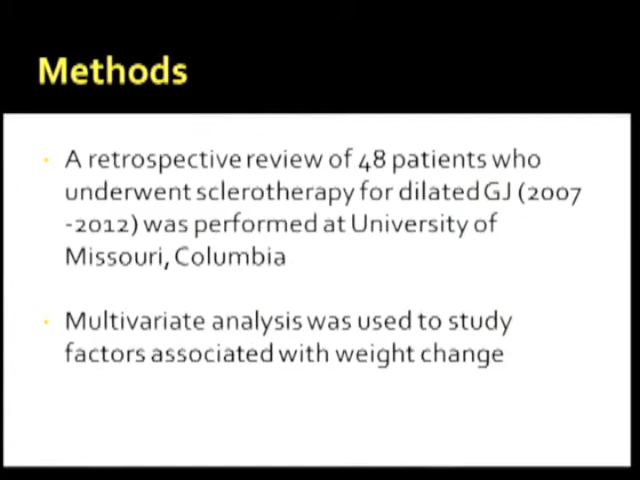 Methods
• A retrospective review of 48 patients who
underwent sclerotherapy for dilated GJ (2007
-2012) was performed at University of
Missouri, Columbia
• Multivariate analysis was used to study
factors associated with weight change